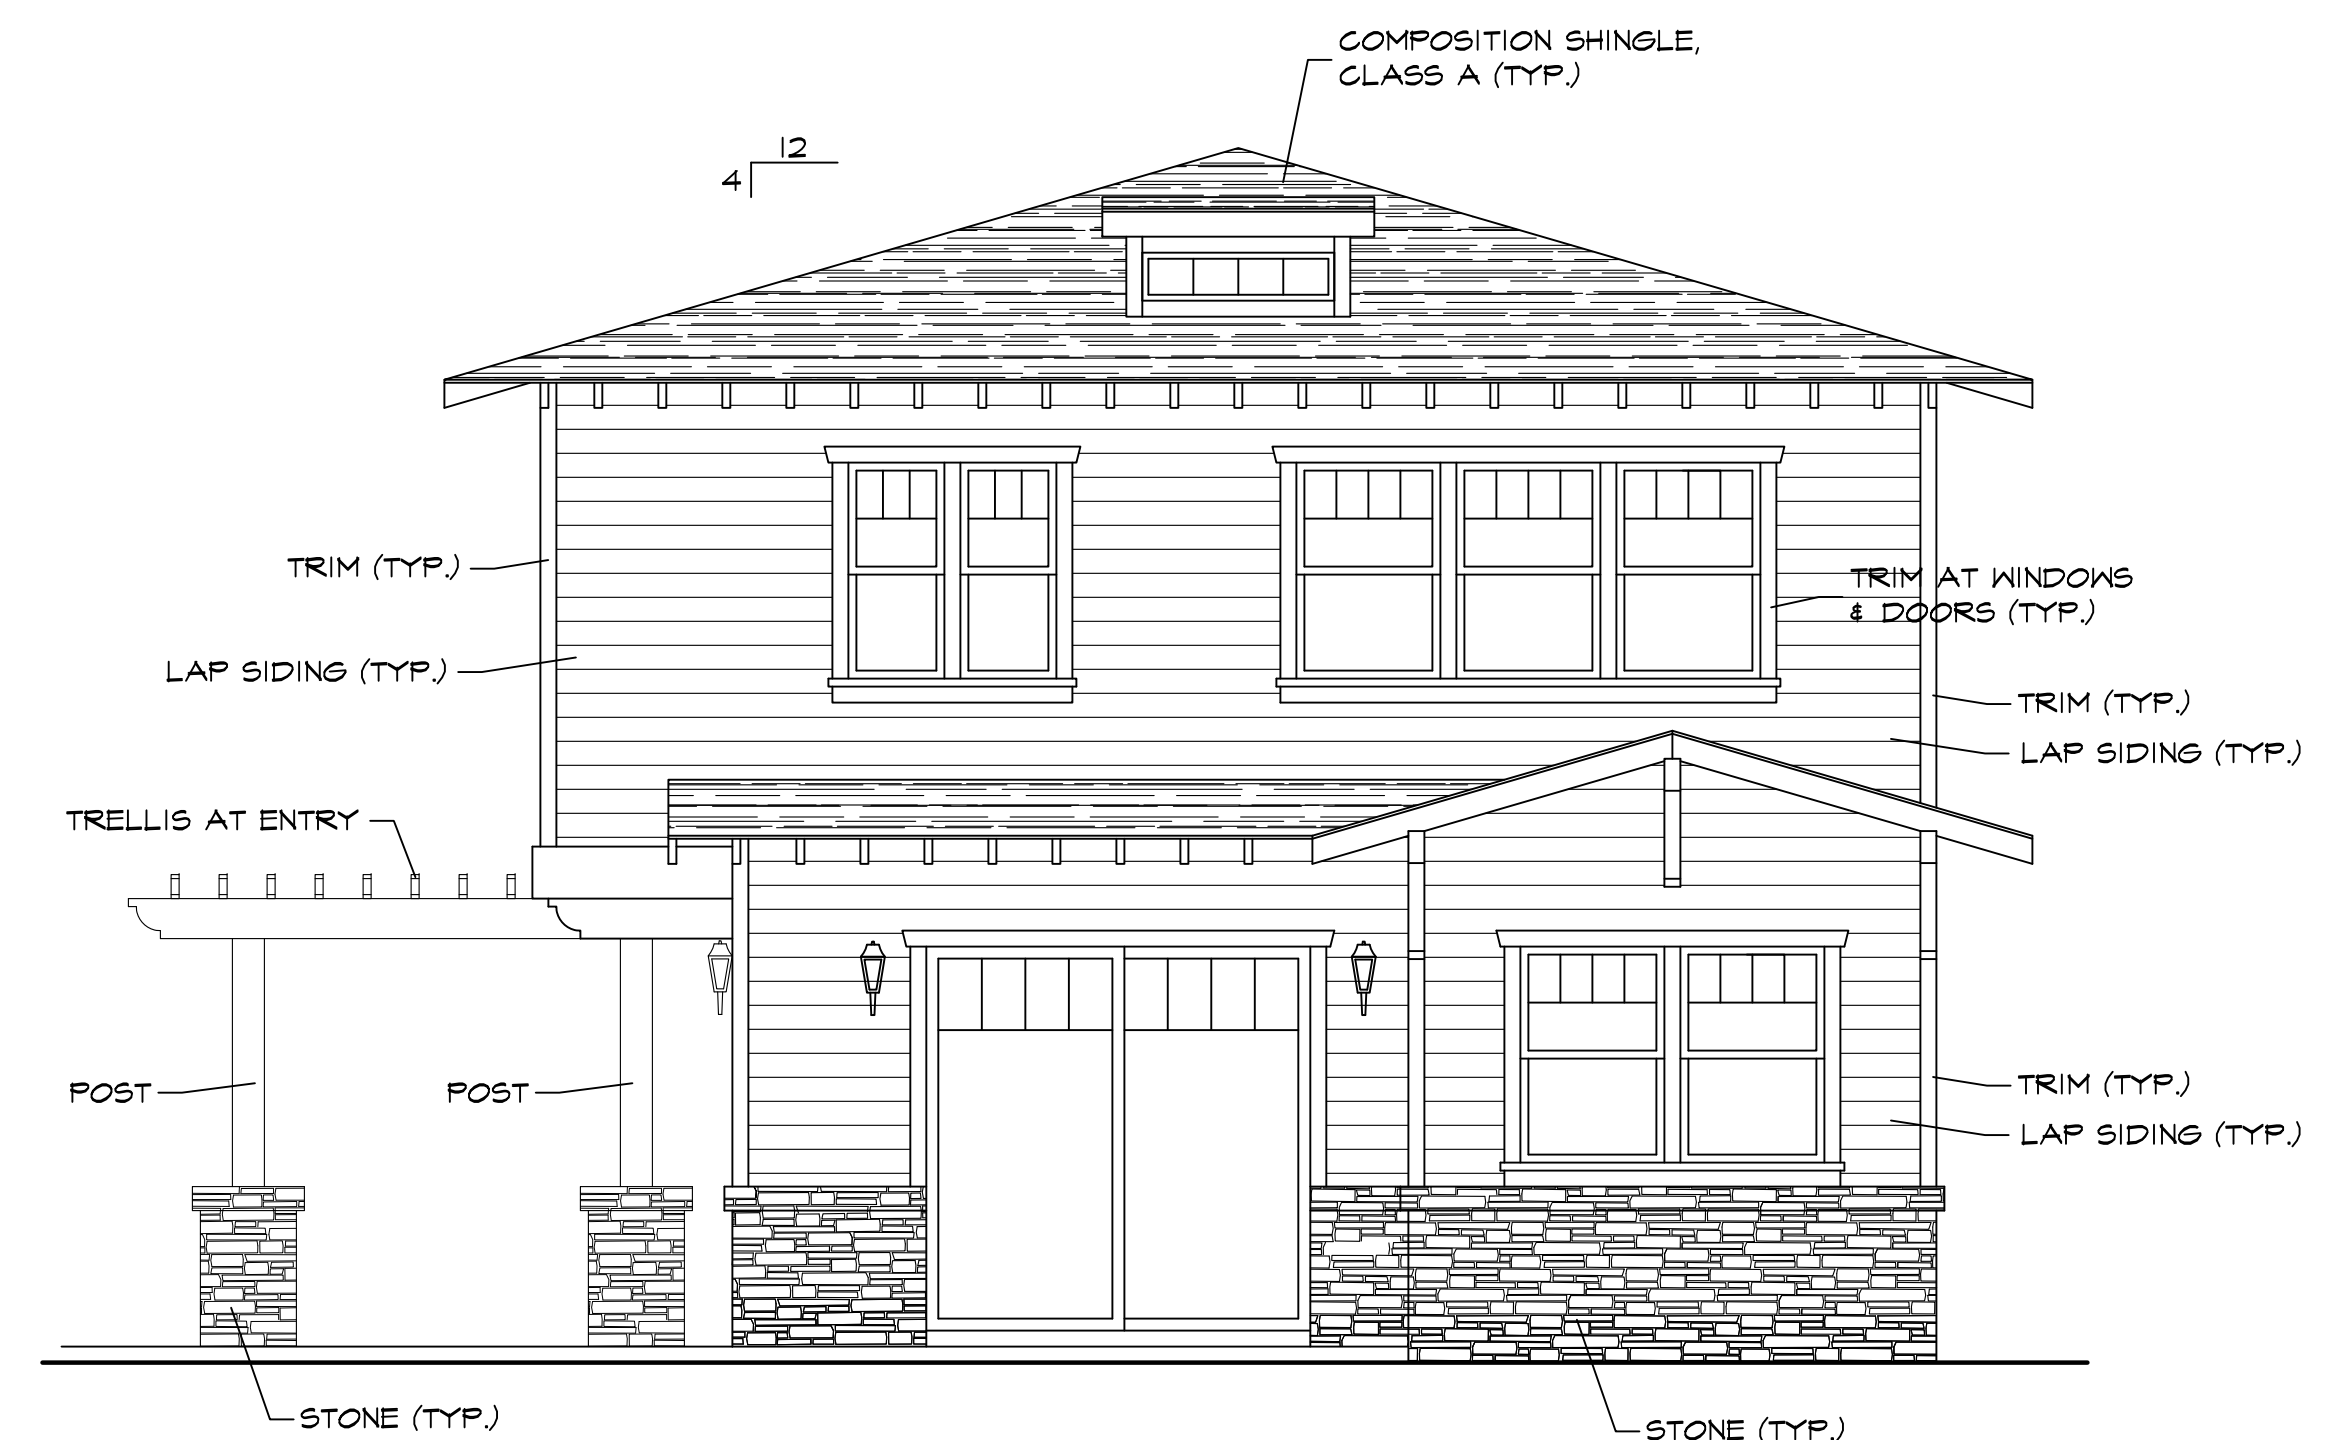 COMPOSITION SHINGLE,
CLASS A (TYP.)
12
4
TRIM (TYP.)
TRIM AT WINDOWS
& DOORS (TYP.)
LAP SIDING (TYP.)
TRIM (TYP.)
LAP SIDING (TYP.)
TRELLIS AT ENTRY
POST
POST
TRIM (TYP.)
LAP SIDING (TYP.)
STONE (TYP.)
STONE (TYP.)